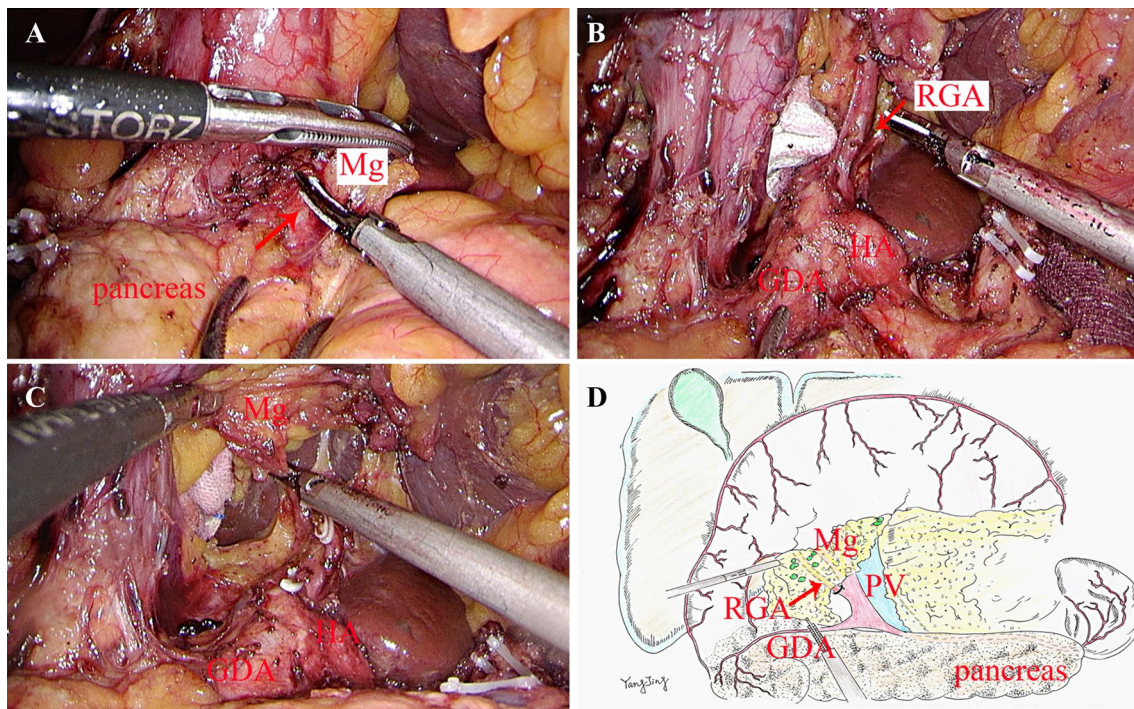 A
STORZ
Mg
pancreas
B
RGA
HA
GDA
C
Mg
HA
GDA
D
Mg
PV
RGA
GDA
pancreas
YangJing